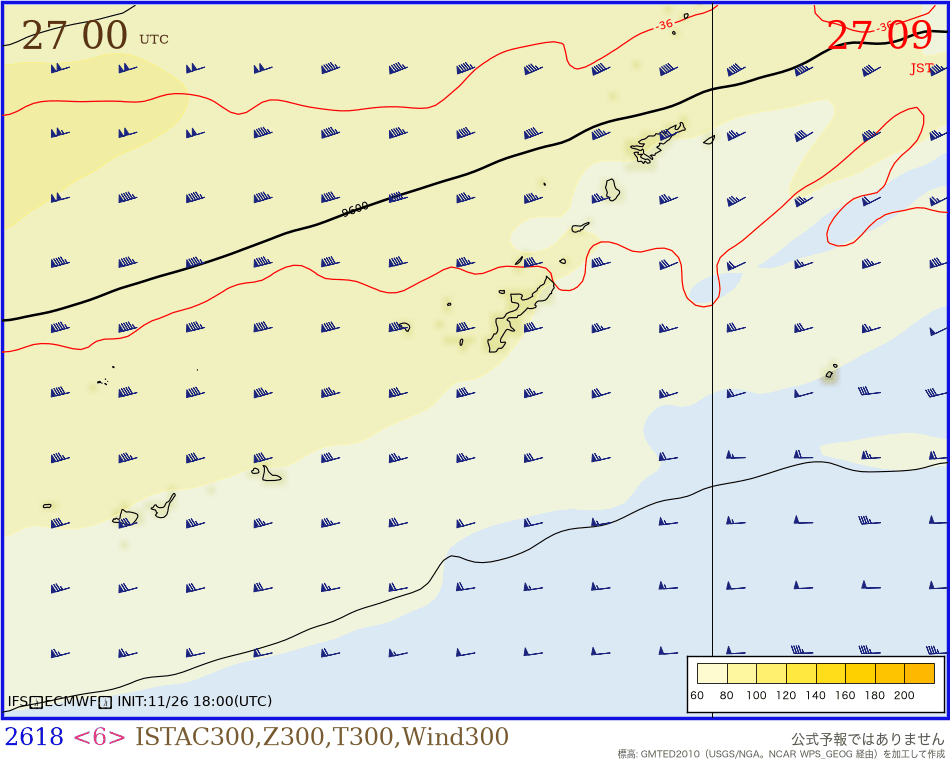 27 00 UTC
27 09
JST
-36
-36
9600
IFS ECMWF INIT:11/26 18:00(UTC)
60 80 100 120 140 160 180 200
2618 <6> ISTAC300,Z300,T300,Wind300
公式予報ではありません
標高: GMTED2010（USGS/NGA。NCAR WPS_GEOG 経由）を加工して作成